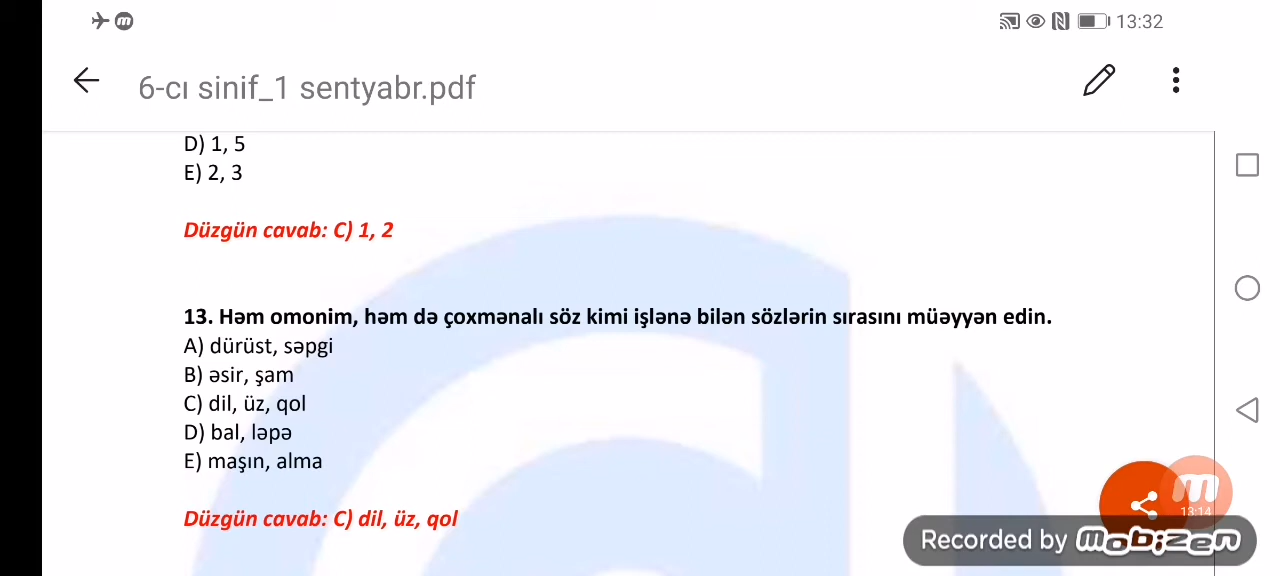 13:32
6-cı sinif_1 sentyabr.pdf
D) 1, 5
E) 2, 3
Düzgün cavab: C) 1, 2
13. Həm omonim, həm də çoxmənalı söz kimi işlənə bilən sözlərin sırasını müəyyən edin.
A) dürüst, səpgi
B) əsir, şam
C) dil, üz, qol
D) bal, ləpə
E) maşın, alma
Düzgün cavab: C) dil, üz, qol
13:14
Recorded by mobizen